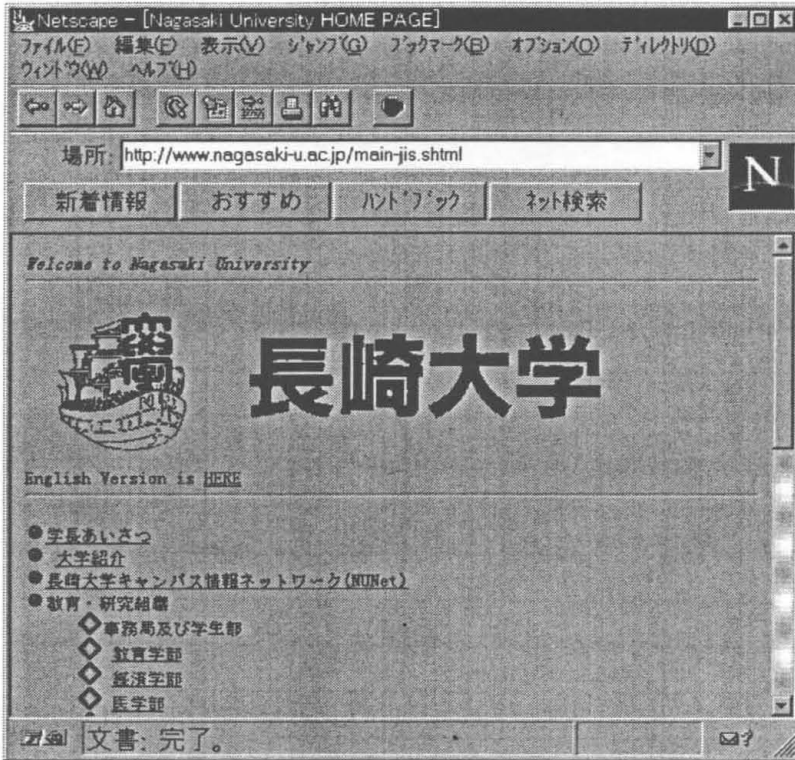 Netscape - [Nagasaki University HOME PAGE]
ファイル(F) 編集(E) 表示(V) ジャンプ(G) ブックマーク(B) オプション(O) ディレクトリ(D)
ウィンドウ(W) ヘルプ(H)
場所: http://www.nagasaki-u.ac.jp/main-jis.shtml
N
新着情報 おすすめ ハンドブック ネット検索
Welcome to Nagasaki University
長崎大学
English Version is HERE
学長あいさつ
大学紹介
長崎大学キャンパス情報ネットワーク(NUNet)
教育・研究組織
事務局及び学生部
教育学部
経済学部
医学部
文書: 完了。
?